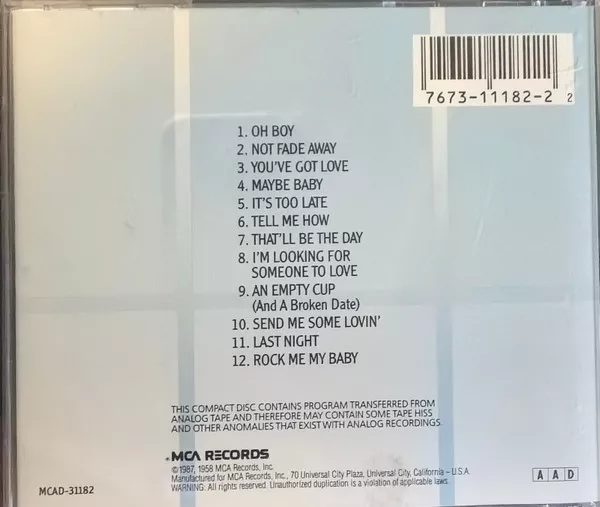 7673-11182-2 2
1. OH BOY
2. NOT FADE AWAY
3. YOU'VE GOT LOVE
4. MAYBE BABY
5. IT'S TOO LATE
6. TELL ME HOW
7. THAT'LL BE THE DAY
8. I'M LOOKING FOR
SOMEONE TO LOVE
9. AN EMPTY CUP
(And A Broken Date)
10. SEND ME SOME LOVIN'
11. LAST NIGHT
12. ROCK ME MY BABY
THIS COMPACT DISC CONTAINS PROGRAM TRANSFERRED FROM
ANALOG TAPE AND THEREFORE MAY CONTAIN SOME TAPE HISS
AND OTHER ANOMALIES THAT EXIST WITH ANALOG RECORDINGS.
MCA RECORDS
©1987, 1958 MCA Records, Inc.
Manufactured for MCA Records, Inc., 70 Universal City Plaza, Universal City, California – U.S.A.
WARNING: All rights reserved. Unauthorized duplication is a violation of applicable laws.
A A D
MCAD-31182